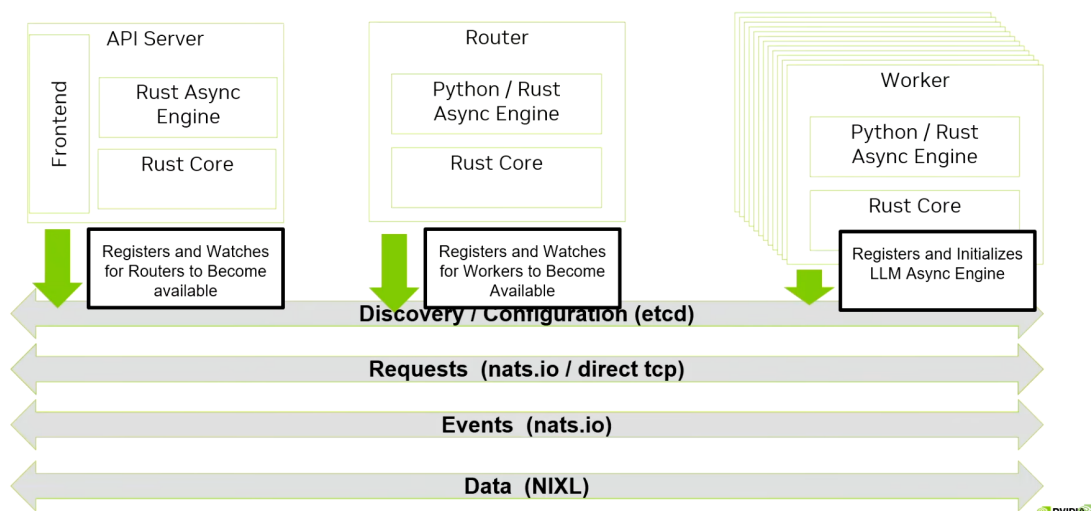 API Server
Frontend
Rust Async
Engine
Rust Core
Router
Python / Rust
Async Engine
Rust Core
Worker
Python / Rust
Async Engine
Rust Core
Registers and Watches
for Routers to Become
available
Registers and Watches
for Workers to Become
Available
Registers and Initializes
LLM Async Engine
Discovery / Configuration (etcd)
Requests (nats.io / direct tcp)
Events (nats.io)
Data (NIXL)